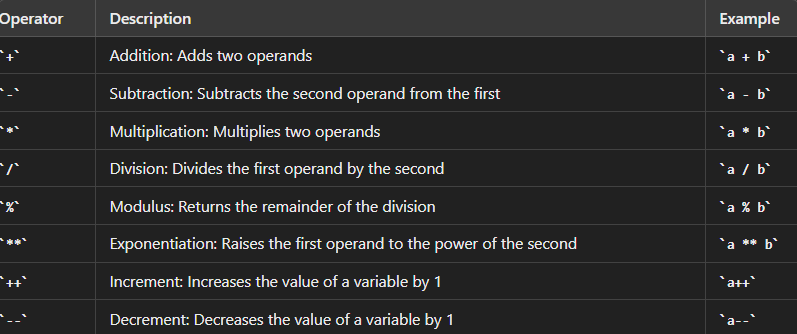 Operator Description Example
`+` Addition: Adds two operands `a + b`
`-` Subtraction: Subtracts the second operand from the first `a - b`
`*` Multiplication: Multiplies two operands `a * b`
`/` Division: Divides the first operand by the second `a / b`
`%` Modulus: Returns the remainder of the division `a % b`
`**` Exponentiation: Raises the first operand to the power of the second `a ** b`
`++` Increment: Increases the value of a variable by 1 `a++`
`--` Decrement: Decreases the value of a variable by 1 `a--`